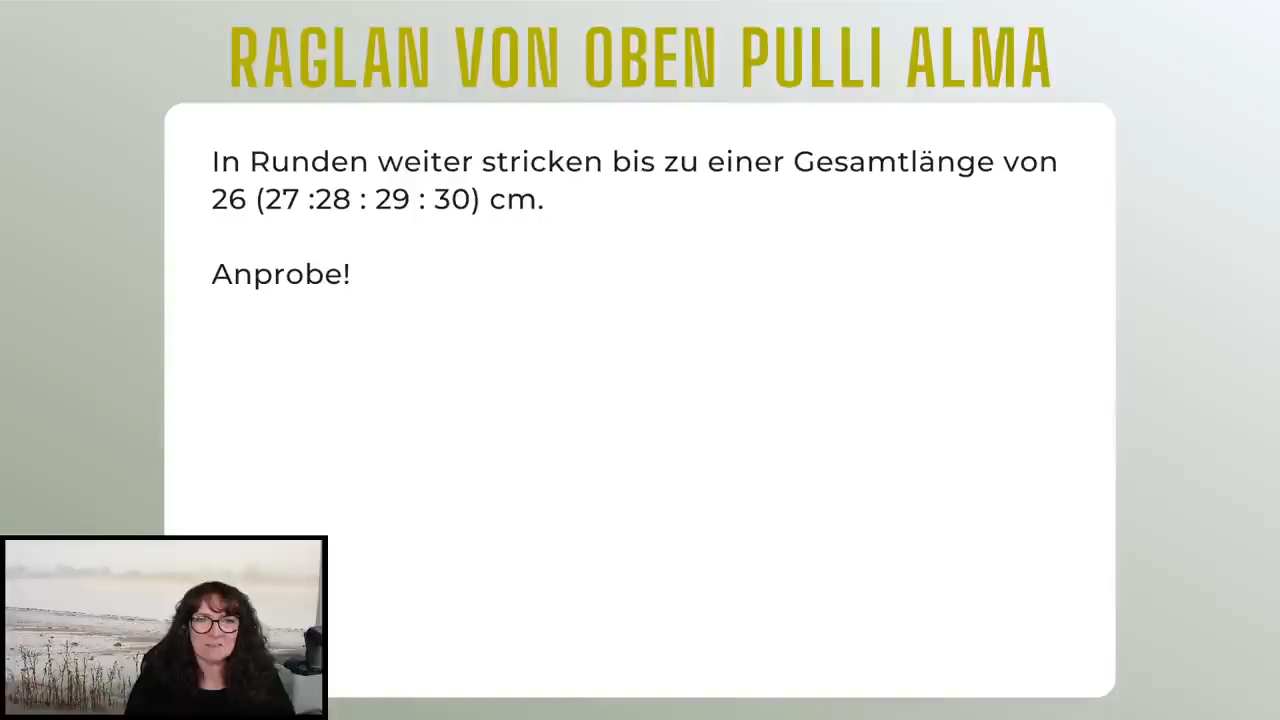 RAGLAN VON OBEN PULLI ALMA
In Runden weiter stricken bis zu einer Gesamtlänge von
26 (27 :28 : 29 : 30) cm.
Anprobe!